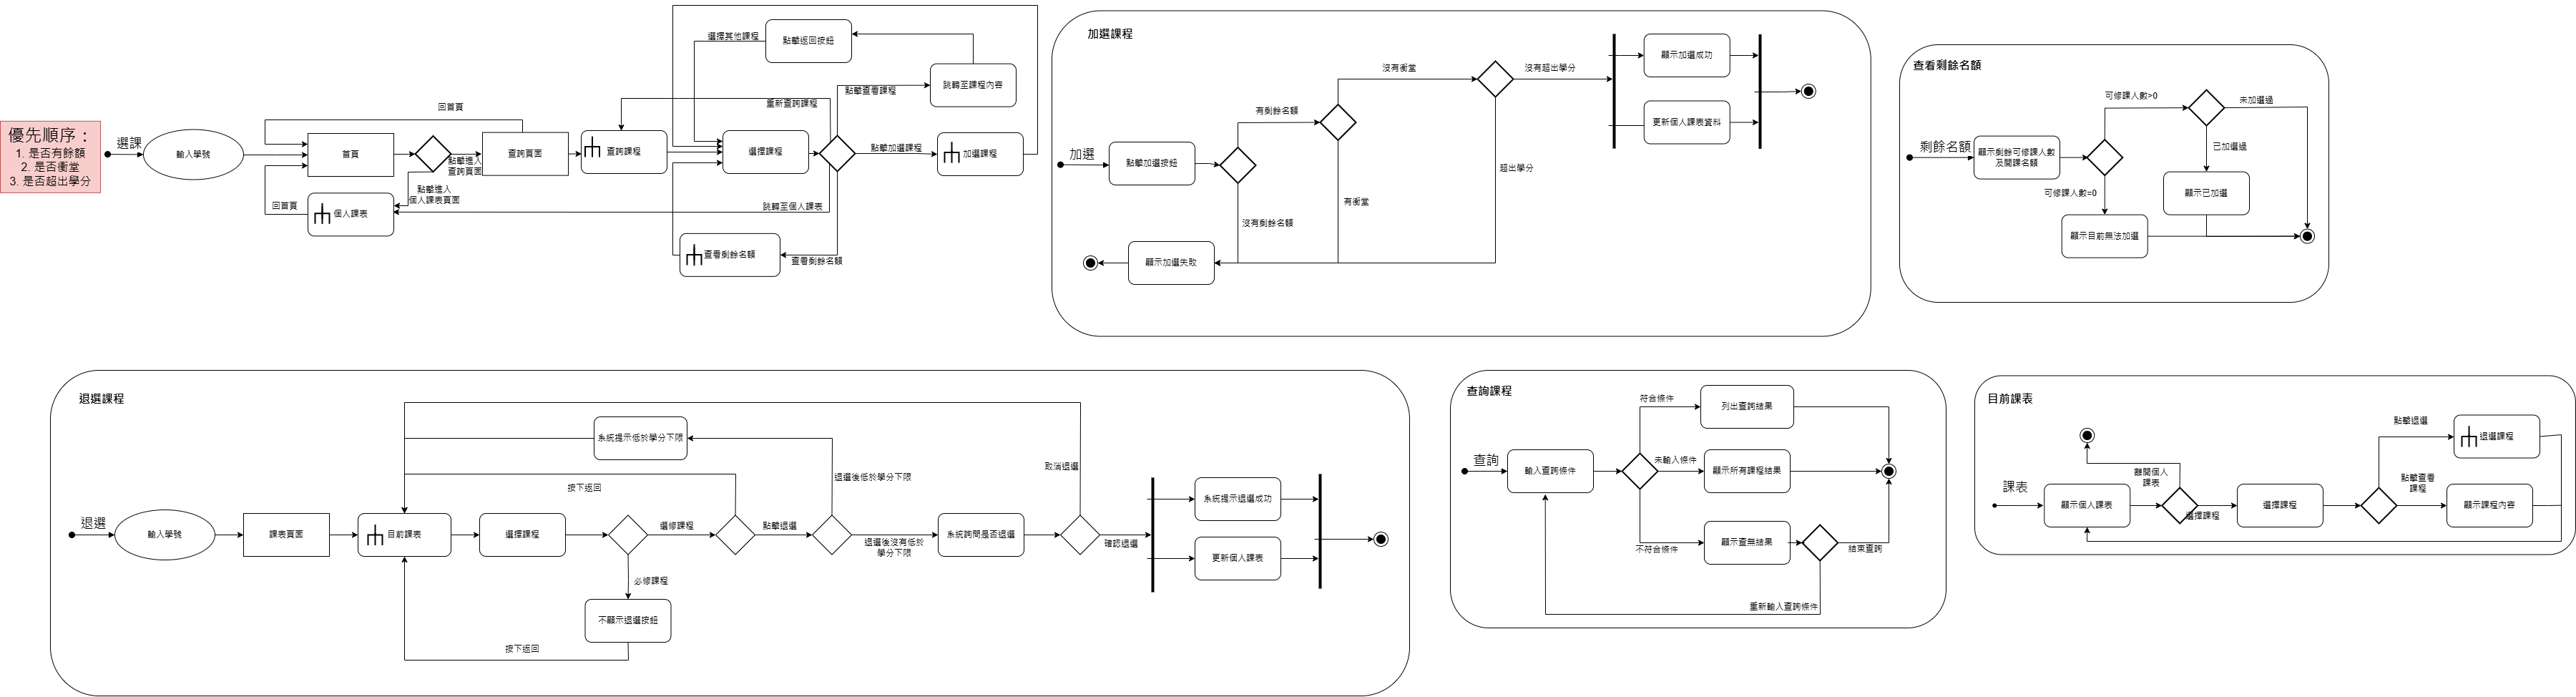 優先順序：
1. 是否有餘額
2. 是否衝堂
3. 是否超出學分
選課
輸入學號
回首頁
首頁
點擊進入
查詢頁面
查詢頁面
點擊進入
個人課表頁面
回首頁
個人課表
查詢課程
重新查詢課程
選擇其他課程
點擊返回按鈕
選擇課程
點擊查看課程
跳轉至課程內容
點擊加選課程
加選課程
跳轉至個人課表
查看剩餘名額
查看剩餘名額
加選課程
加選
點擊加選按鈕
有剩餘名額
沒有剩餘名額
沒有衝堂
有衝堂
沒有超出學分
超出學分
顯示加選成功
更新個人課表資料
顯示加選失敗
查看剩餘名額
剩餘名額
顯示剩餘可修課人數
及開課名額
可修課人數>0
可修課人數=0
未加選過
已加選過
顯示已加選
顯示目前無法加選
退選課程
退選
輸入學號
課表頁面
目前課表
選擇課程
選修課程
必修課程
不顯示退選按鈕
按下返回
按下返回
點擊退選
系統提示低於學分下限
退選後低於學分下限
退選後沒有低於
學分下限
系統詢問是否退選
取消退選
確認退選
系統提示退選成功
更新個人課表
查詢課程
查詢
輸入查詢條件
符合條件
列出查詢結果
未輸入條件
顯示所有課程結果
不符合條件
顯示查無結果
結束查詢
重新輸入查詢條件
目前課表
課表
顯示個人課表
離開個人
課表
選擇課程
選擇課程
點擊退選
退選課程
點擊查看
課程
顯示課程內容